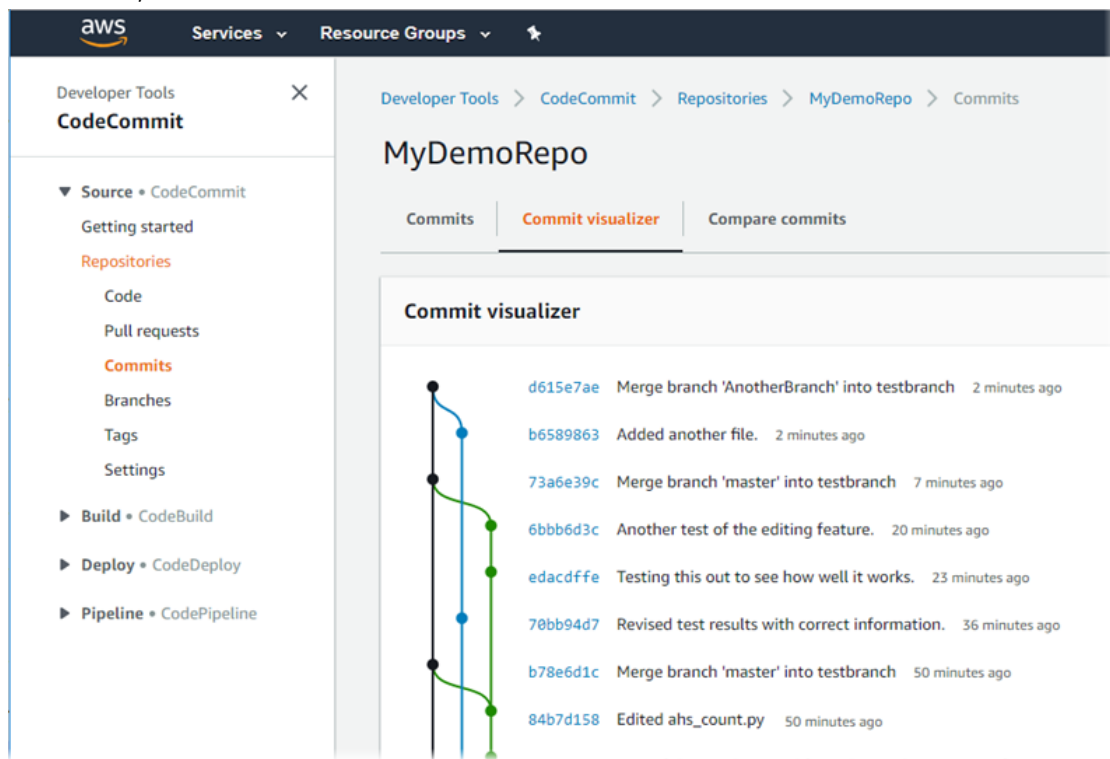 aws Services Resource Groups
Developer Tools
CodeCommit
Source • CodeCommit
Getting started
Repositories
Code
Pull requests
Commits
Branches
Tags
Settings
Build • CodeBuild
Deploy • CodeDeploy
Pipeline • CodePipeline
Developer Tools > CodeCommit > Repositories > MyDemoRepo > Commits
MyDemoRepo
Commits Commit visualizer Compare commits
Commit visualizer
d615e7ae Merge branch 'AnotherBranch' into testbranch 2 minutes ago
b6589863 Added another file. 2 minutes ago
73a6e39c Merge branch 'master' into testbranch 7 minutes ago
6bbb6d3c Another test of the editing feature. 20 minutes ago
edacdffe Testing this out to see how well it works. 23 minutes ago
70bb94d7 Revised test results with correct information. 36 minutes ago
b78e6d1c Merge branch 'master' into testbranch 50 minutes ago
84b7d158 Edited ahs_count.py 50 minutes ago